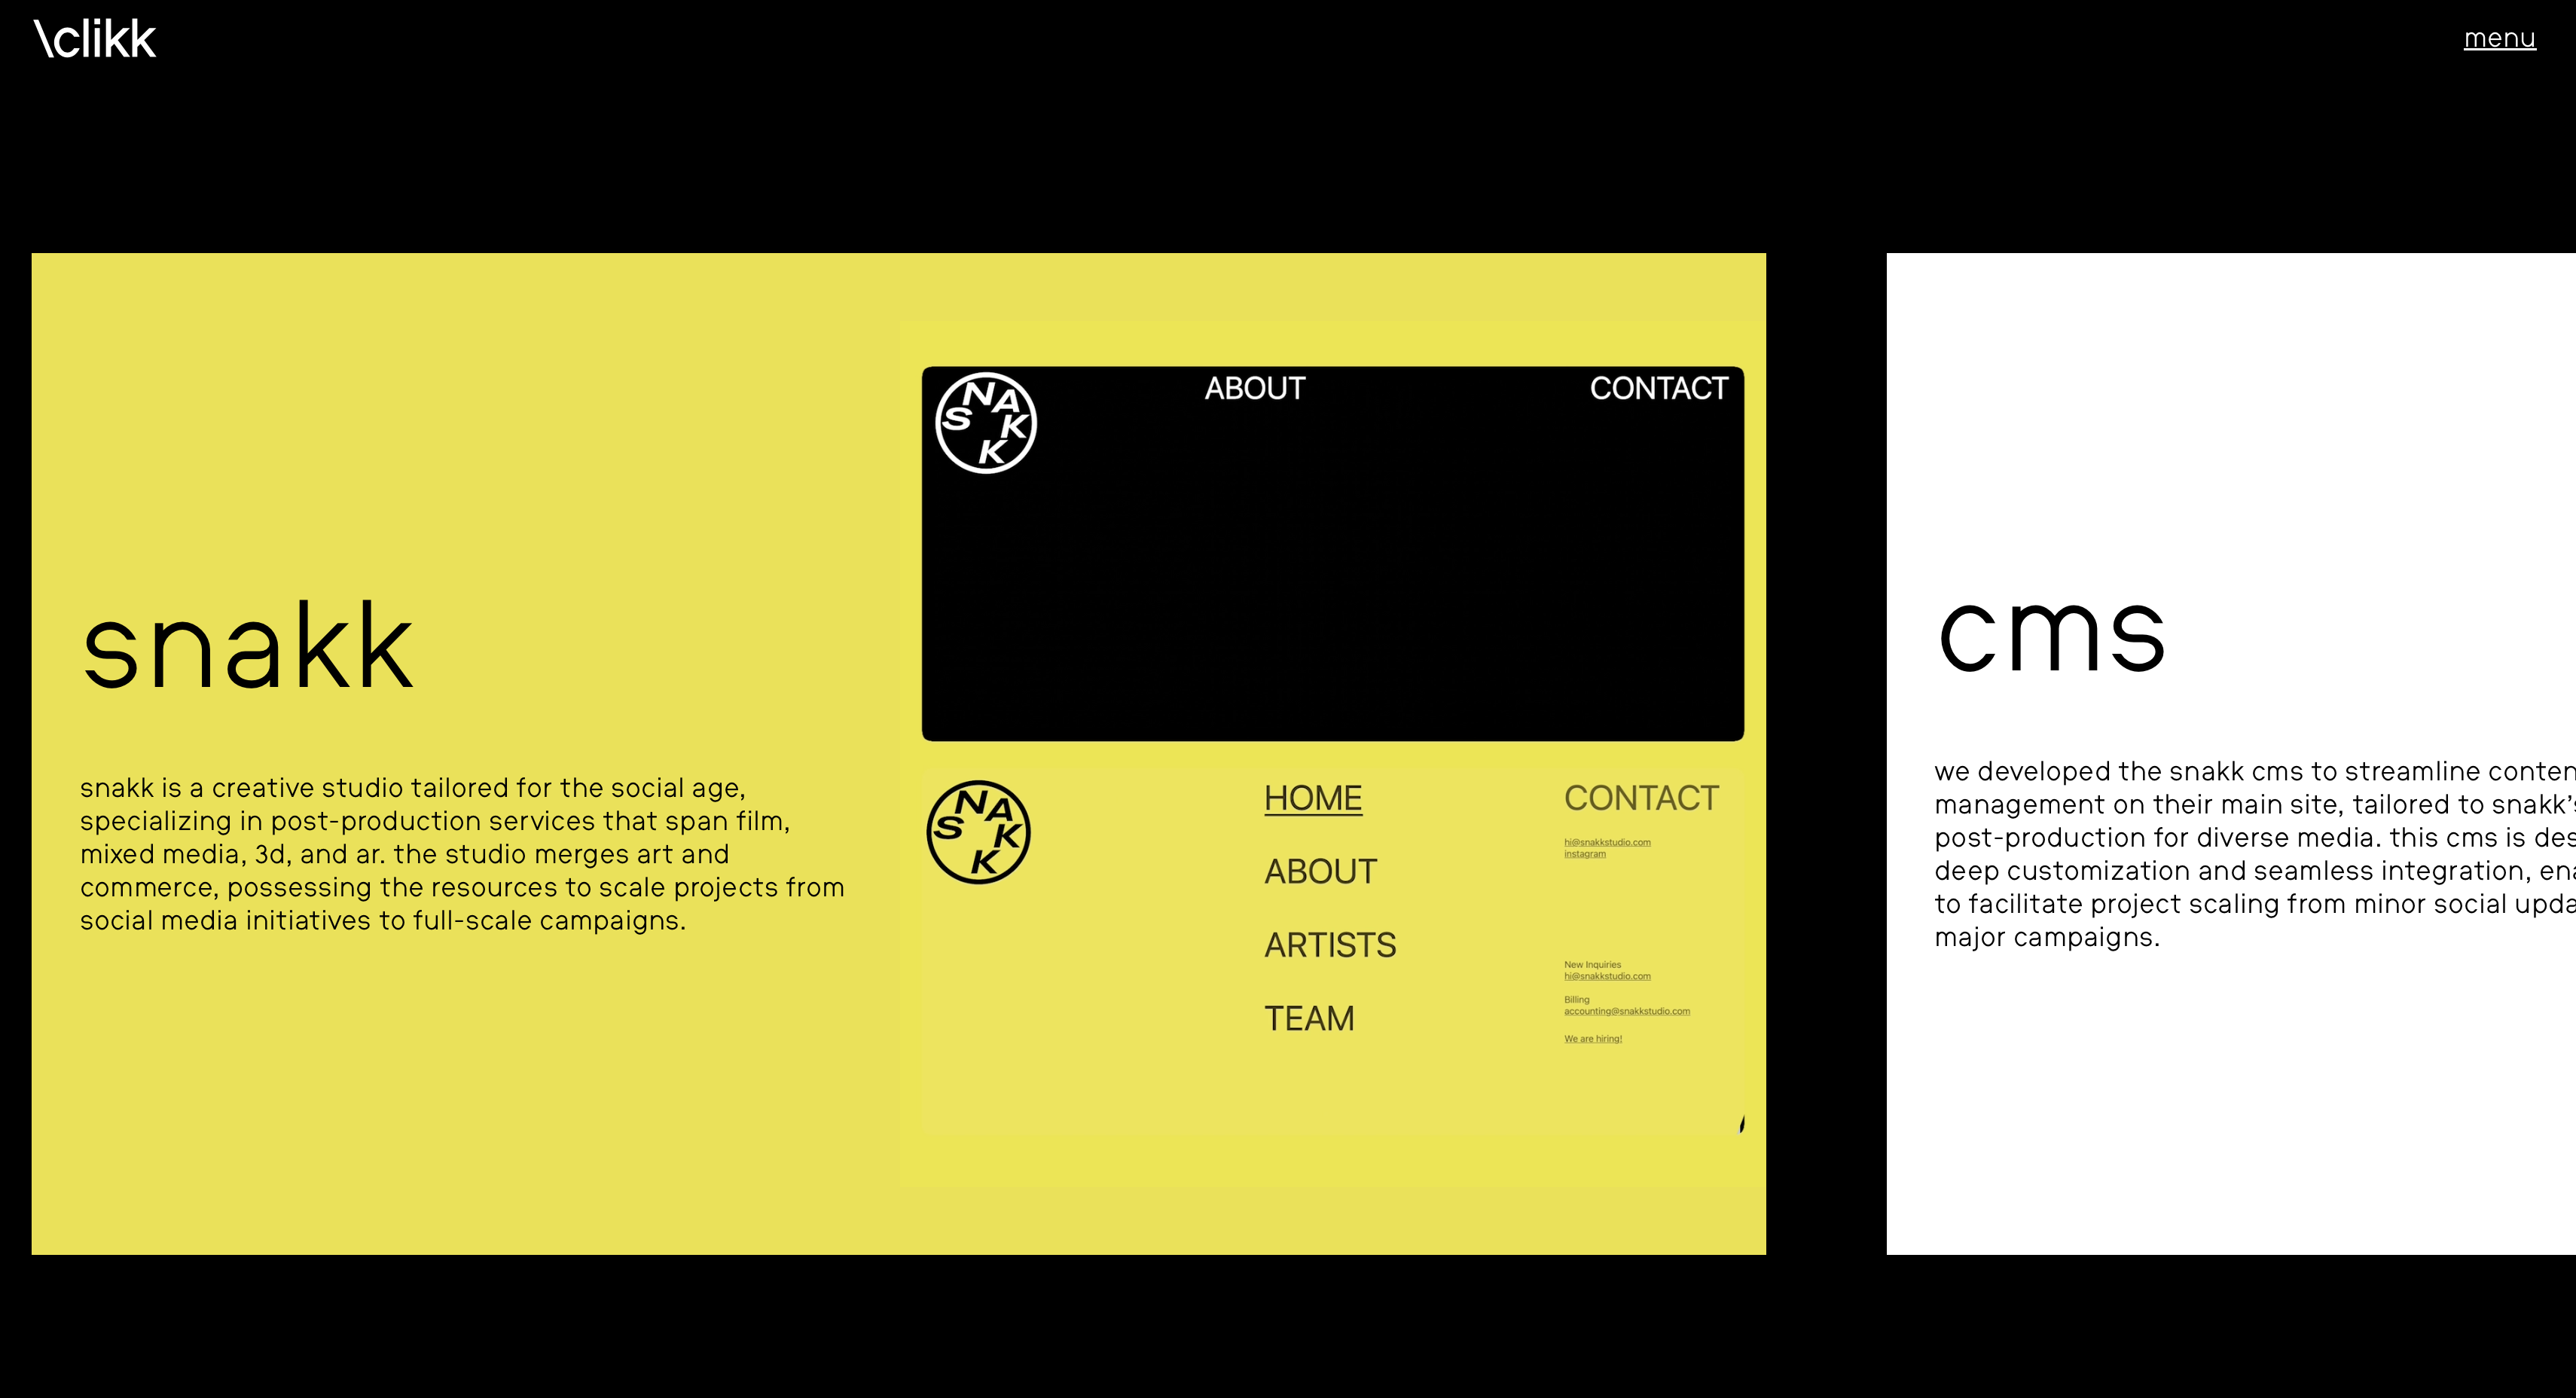 \clikk
menu
snakk
snakk is a creative studio tailored for the social age,
specializing in post-production services that span film,
mixed media, 3d, and ar. the studio merges art and
commerce, possessing the resources to scale projects from
social media initiatives to full-scale campaigns.
SNAKK
ABOUT
CONTACT
SNAKK
HOME
ABOUT
ARTISTS
TEAM
CONTACT
hi@snakkstudio.com
instagram
New Inquiries
hi@snakkstudio.com
Billing
accounting@snakkstudio.com
We are hiring!
cms
we developed the snakk cms to streamline conten
management on their main site, tailored to snakk's
post-production for diverse media. this cms is des
deep customization and seamless integration, ena
to facilitate project scaling from minor social upda
major campaigns.